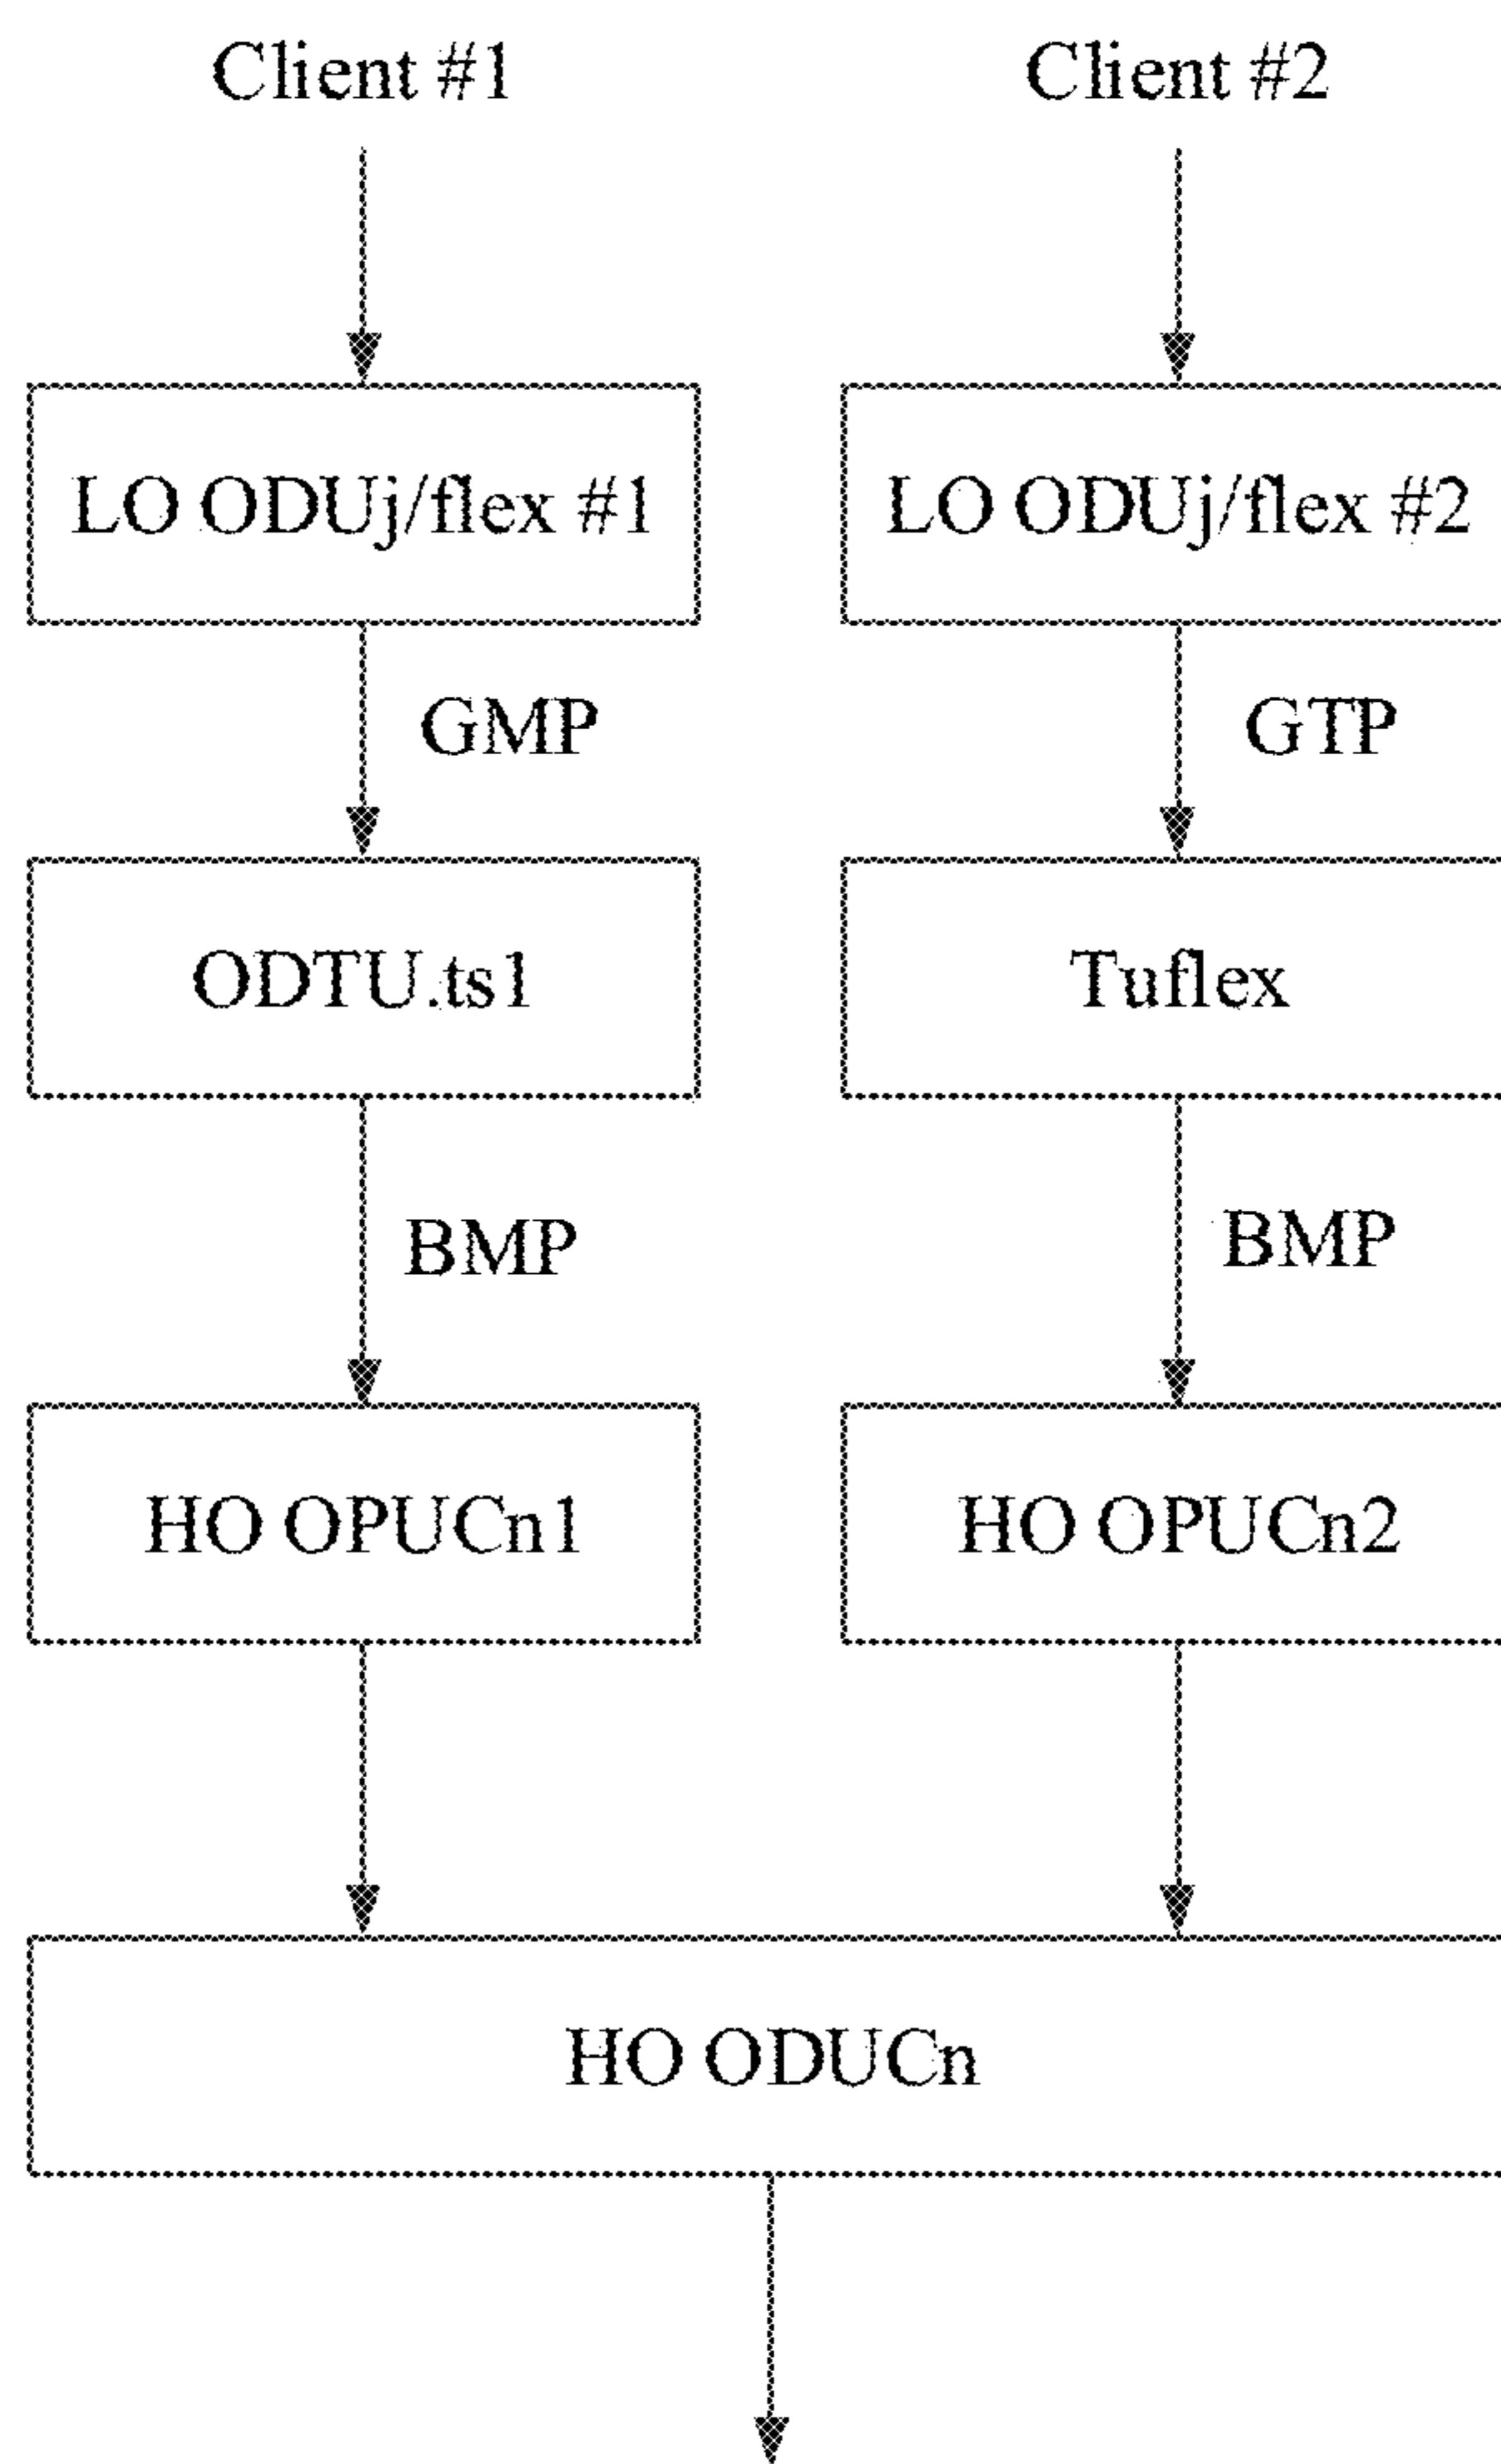 Client #1
Client #2
LO ODUj/flex #1
LO ODUj/flex #2
GMP
GTP
ODTU.ts1
Tuflex
BMP
BMP
HO OPUCn1
HO OPUCn2
HO ODUCn